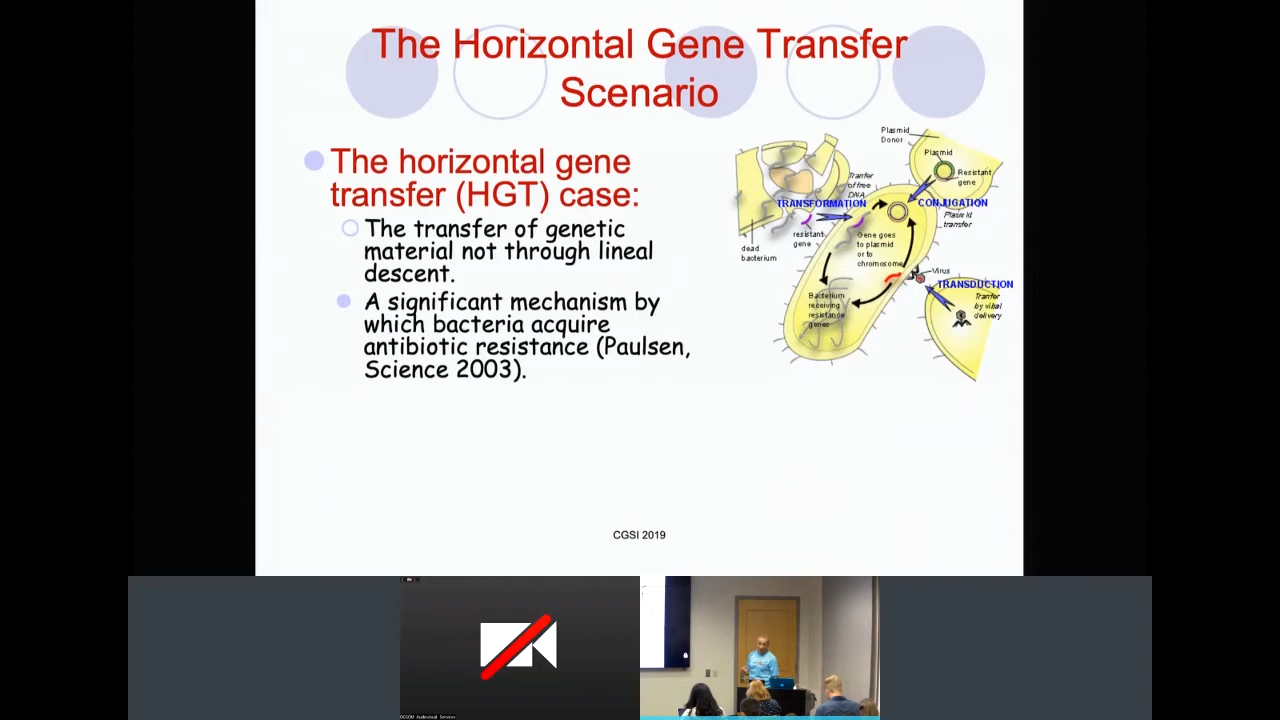 The Horizontal Gene Transfer
Scenario
The horizontal gene
transfer (HGT) case:
The transfer of genetic
material not through lineal
descent.
A significant mechanism by
which bacteria acquire
antibiotic resistance (Paulsen,
Science 2003).
Plasmid
Donor
Plasmid
Resistant
gene
Tranfer
of free
DNA
TRANSFORMATION
CONJUGATION
Plasmid
transfer
resistant
gene
dead
bacterium
Gene goes
to plasmid
or to
chromosome
Virus
TRANSDUCTION
Tranfer
by vibal
delivery
Bacterium
receiving
resistance
genes
CGSI 2019